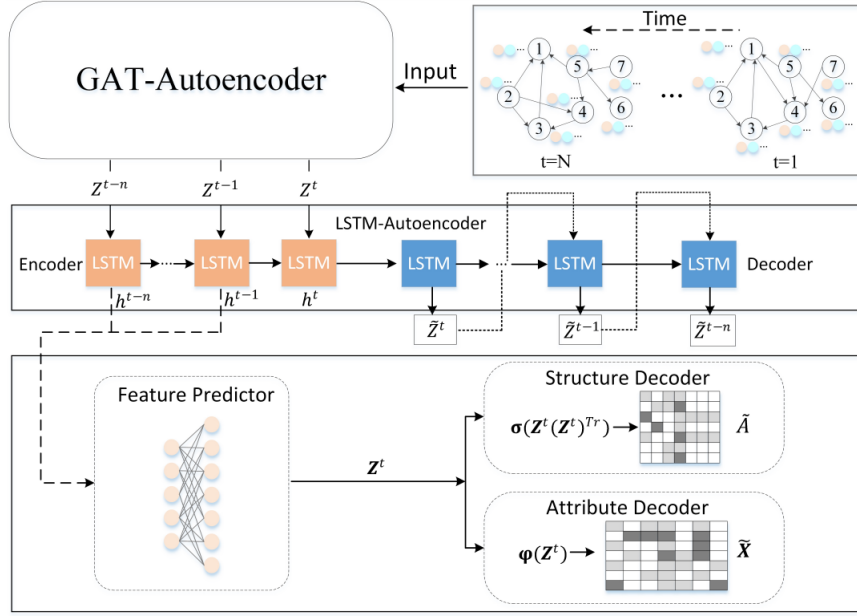 GAT-Autoencoder
Input
Time
1
5
7
2
4
6
3
t=N
...
1
5
7
2
4
6
3
t=1
Z^{t-n}
Z^{t-1}
Z^t
LSTM-Autoencoder
Encoder
LSTM
...
LSTM
LSTM
LSTM
...
LSTM
LSTM
Decoder
h^{t-n}
h^{t-1}
h^t
Z̃^t
Z̃^{t-1}
Z̃^{t-n}
Feature Predictor
Z^t
Structure Decoder
σ(Z^t(Z^t)^{Tr})
Ã
Attribute Decoder
φ(Z^t)
X̃